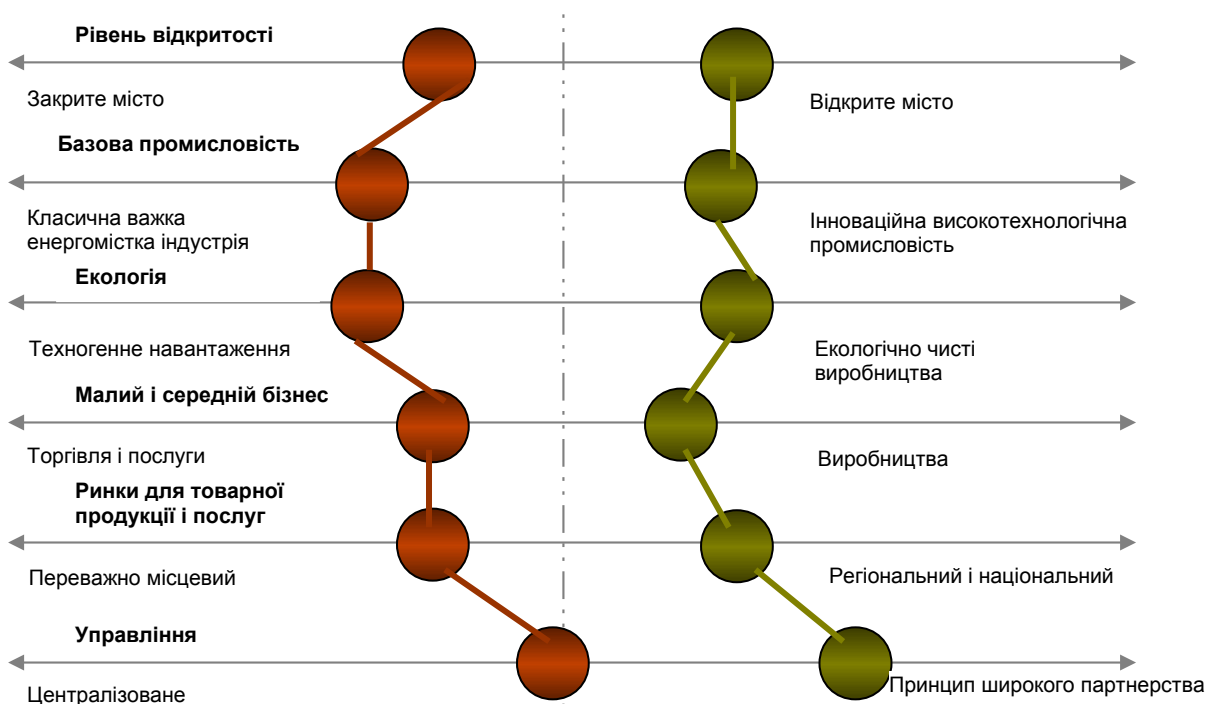 Рівень відкритості
Закрите місто
Відкрите місто
Базова промисловість
Класична важка
енергомістка індустрія
Інноваційна високотехнологічна
промисловість
Екологія
Техногенне навантаження
Екологічно чисті
виробництва
Малий і середній бізнес
Торгівля і послуги
Виробництва
Ринки для товарної
продукції і послуг
Переважно місцевий
Регіональний і національний
Управління
Централізоване
Принцип широкого партнерства